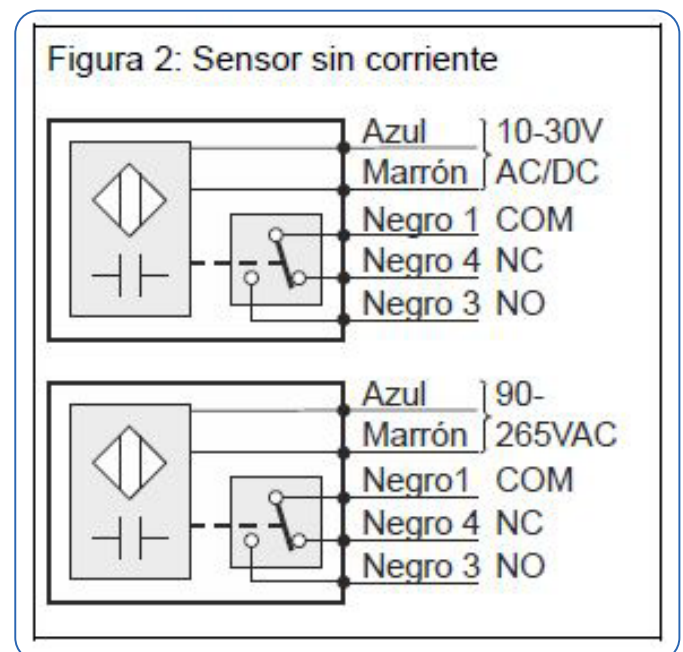 Figura 2: Sensor sin corriente
Azul 10-30V
Marrón AC/DC
Negro 1 COM
Negro 4 NC
Negro 3 NO
Azul 90-
Marrón 265VAC
Negro1 COM
Negro 4 NC
Negro 3 NO